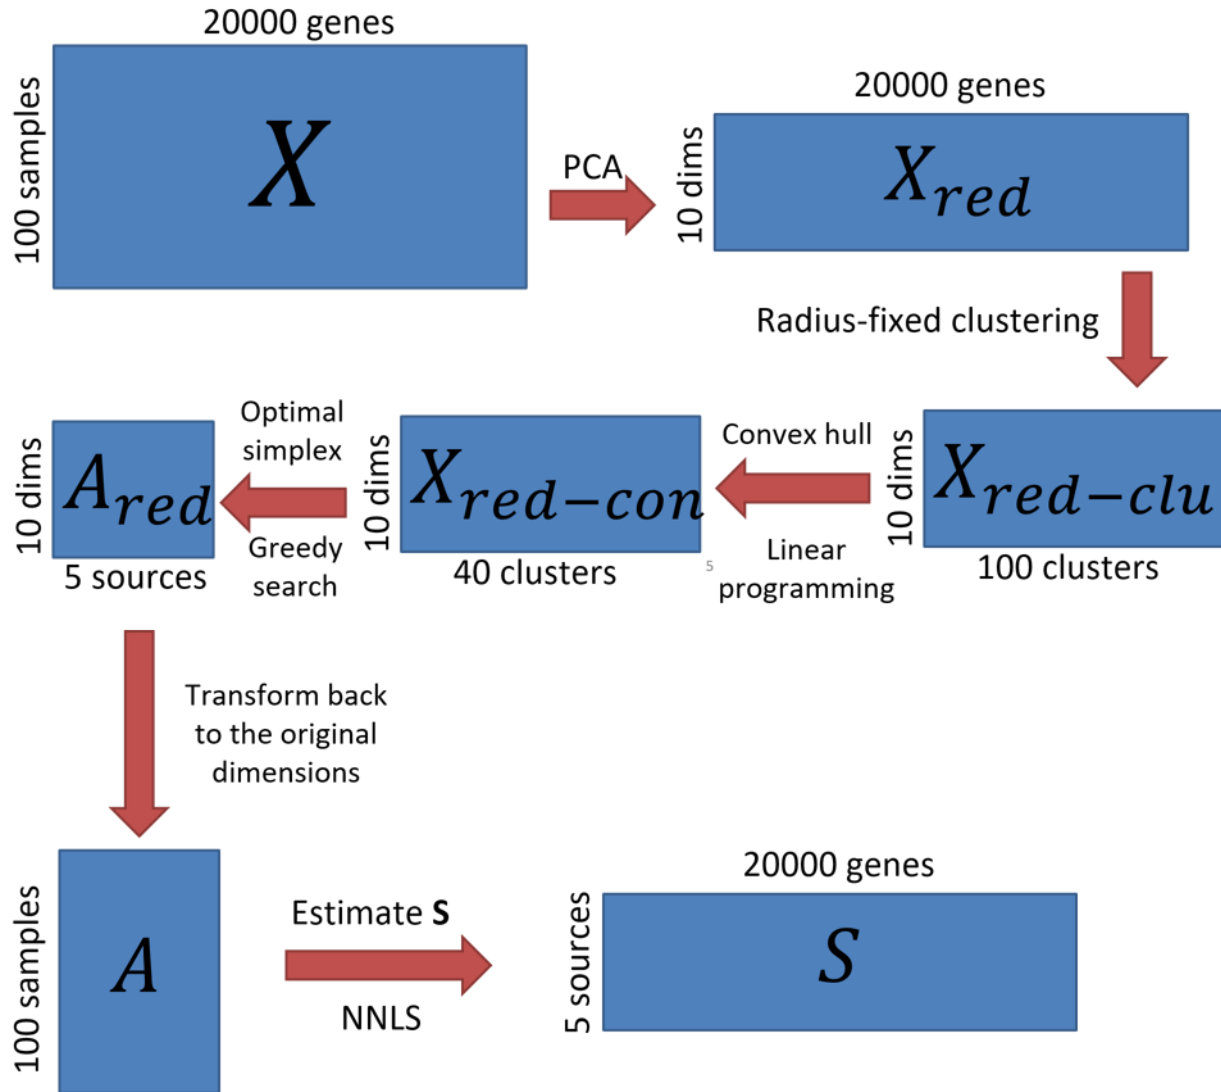 20000 genes
100 samples
X
PCA
20000 genes
10 dims
X_red
Radius-fixed clustering
10 dims
X_red−clu
100 clusters
Convex hull
Linear
programming
5
10 dims
X_red−con
40 clusters
Optimal
simplex
Greedy
search
10 dims
A_red
5 sources
Transform back
to the original
dimensions
100 samples
A
Estimate S
NNLS
20000 genes
5 sources
S